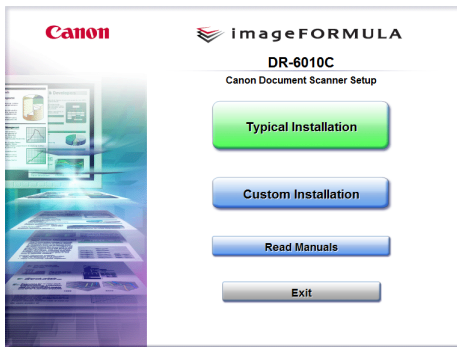 Canon
imageFORMULA
DR-6010C
Canon Document Scanner Setup
Typical Installation
Custom Installation
Read Manuals
Exit